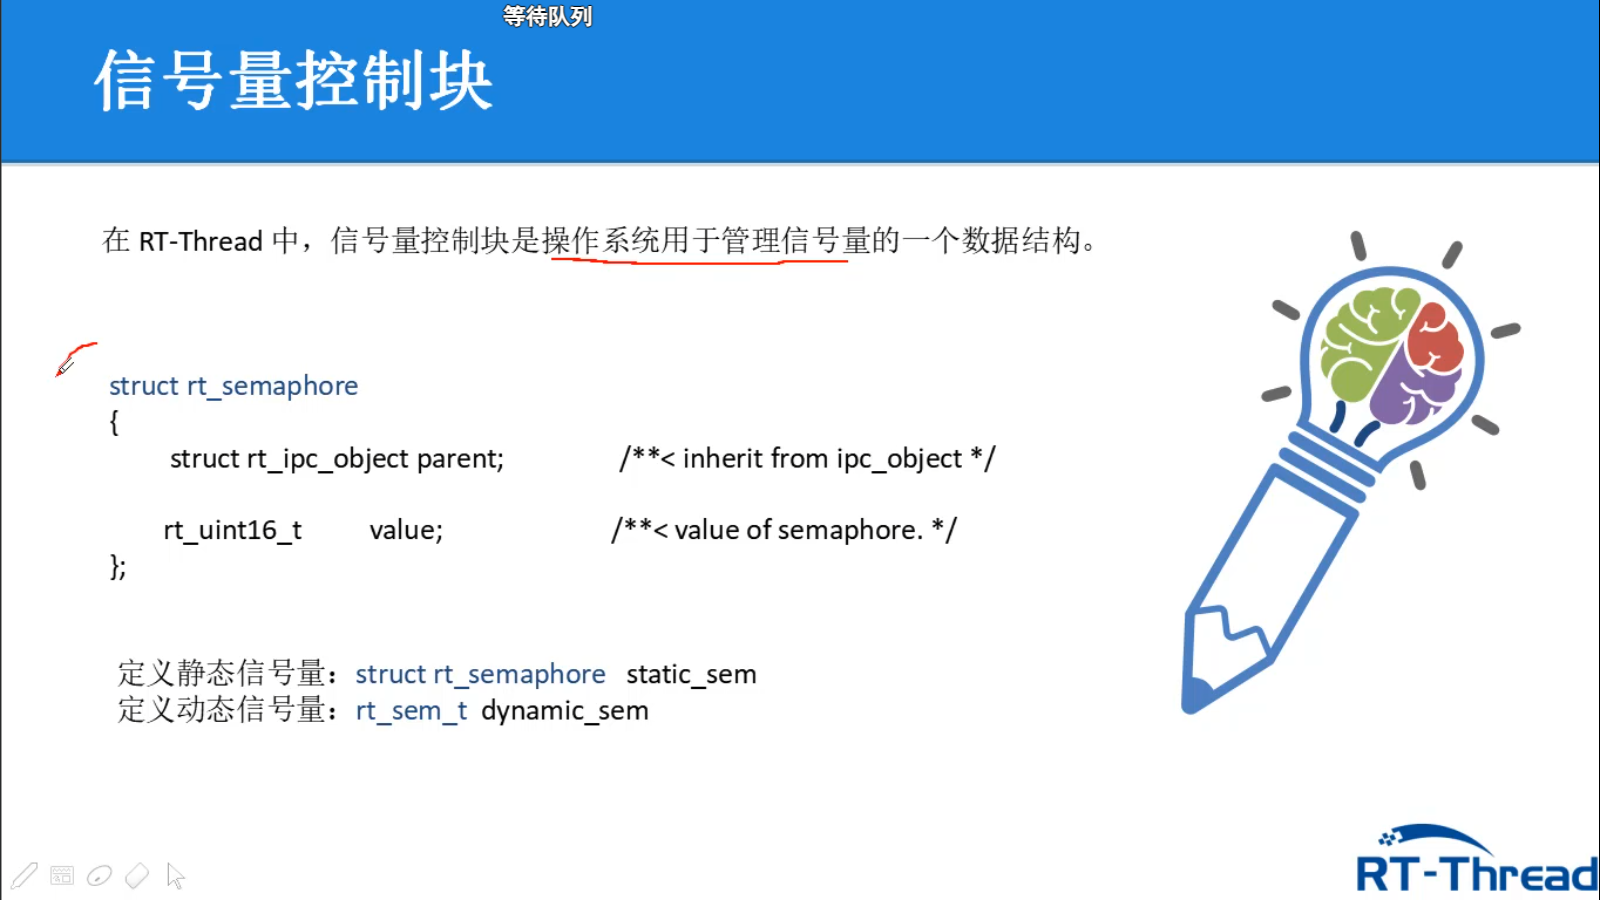 等待队列
信号量控制块
在 RT-Thread 中，信号量控制块是操作系统用于管理信号量的一个数据结构。
struct rt_semaphore
{
struct rt_ipc_object parent; /**< inherit from ipc_object */
rt_uint16_t value; /**< value of semaphore. */
};
定义静态信号量：struct rt_semaphore static_sem
定义动态信号量：rt_sem_t dynamic_sem
RT-Thread